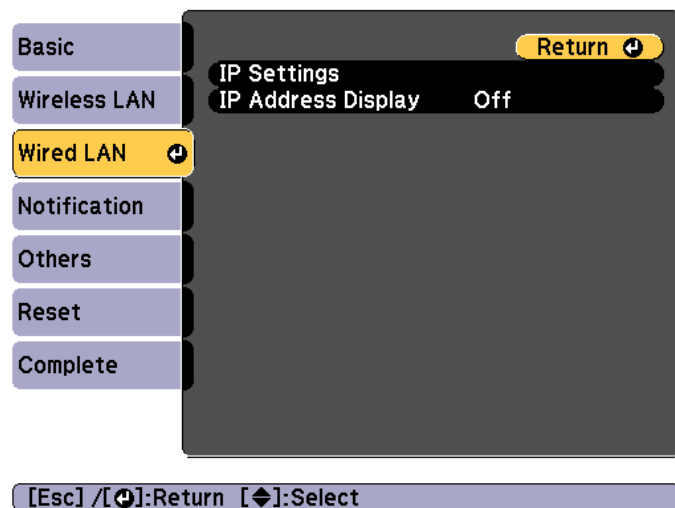 Basic
Wireless LAN
Wired LAN
Notification
Others
Reset
Complete
Return
IP Settings
IP Address Display Off
[Esc] /[ ]:Return [ ]:Select